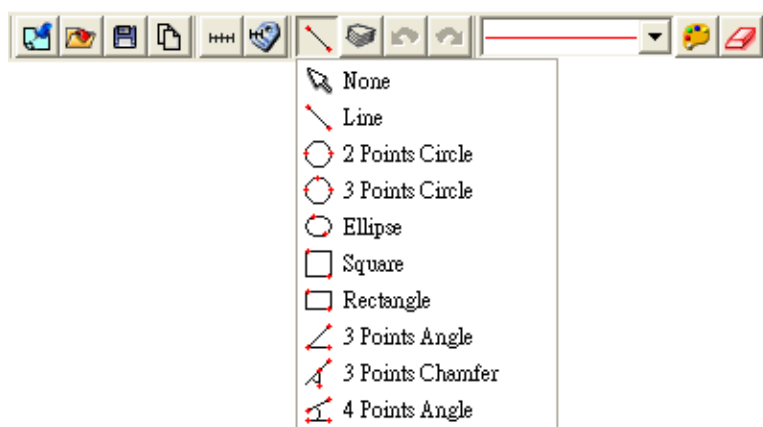 None
Line
2 Points Circle
3 Points Circle
Ellipse
Square
Rectangle
3 Points Angle
3 Points Chamfer
4 Points Angle